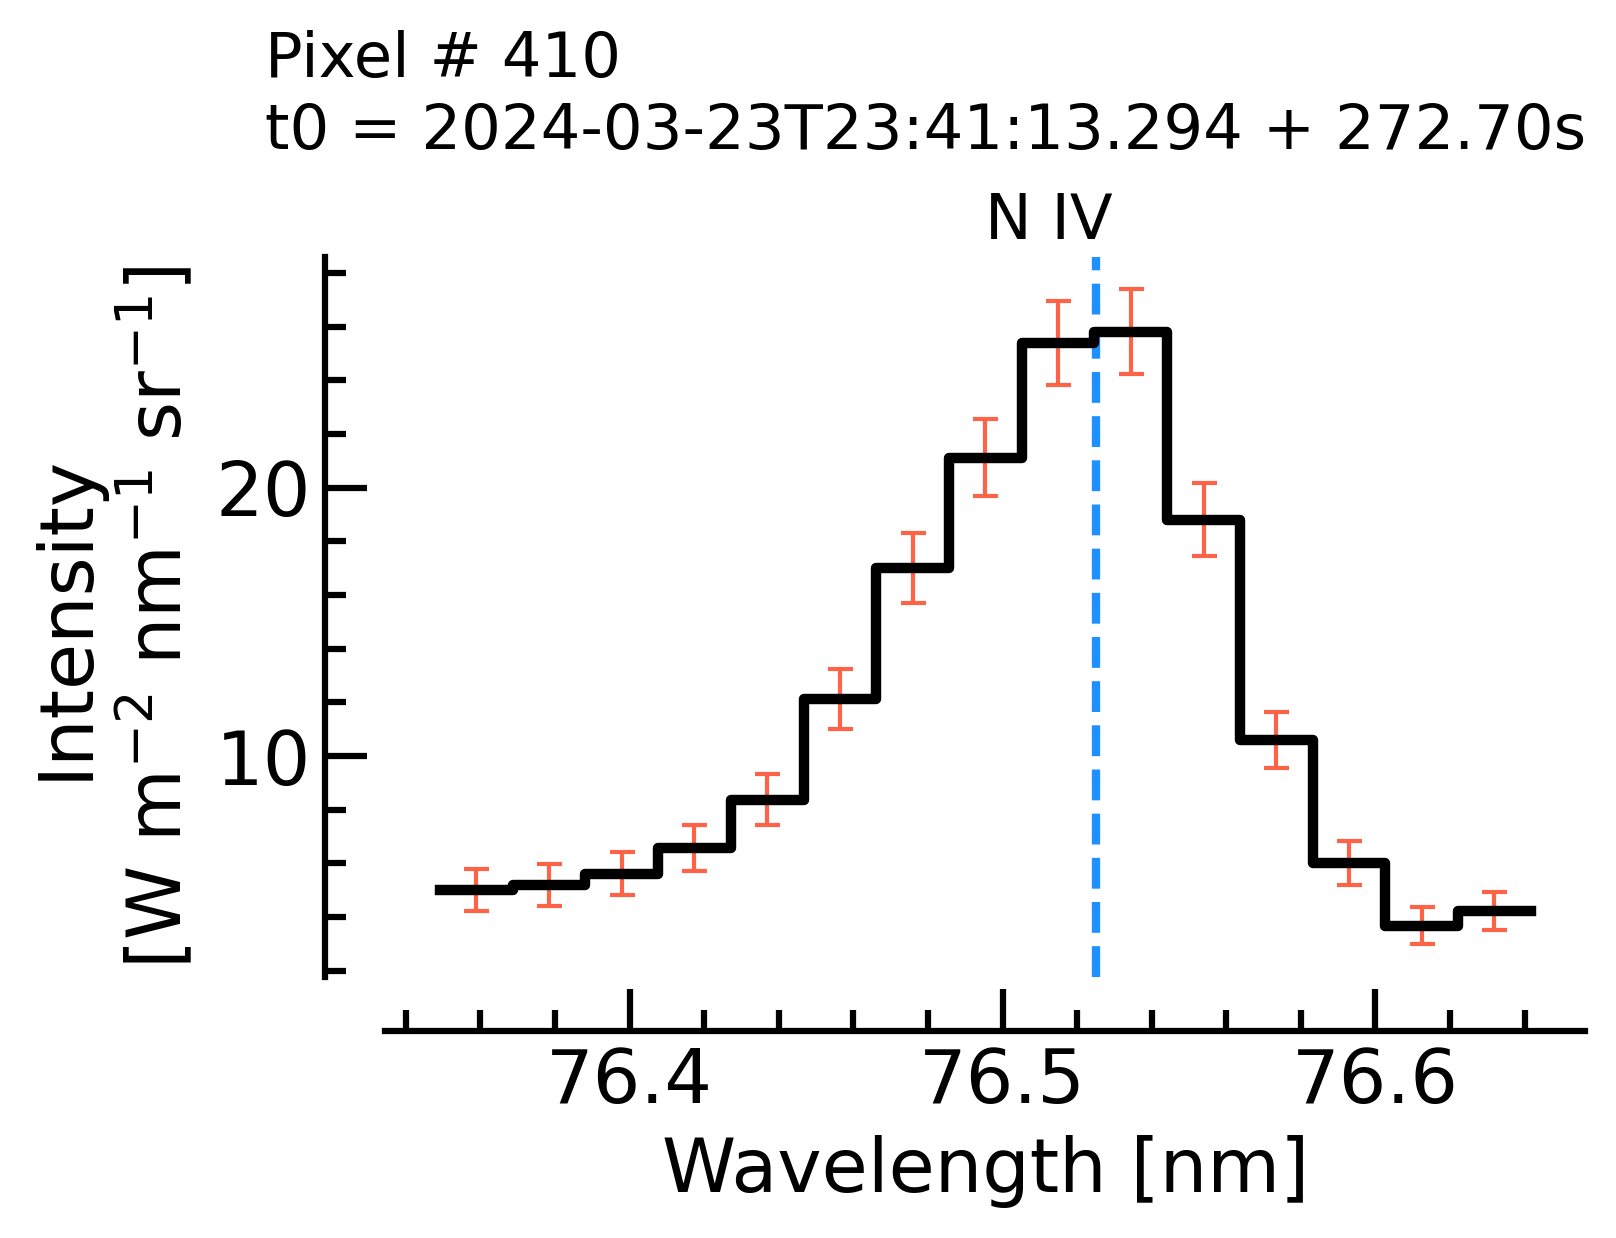 Pixel # 410
t0 = 2024-03-23T23:41:13.294 + 272.70s
N IV
Intensity
[W m⁻² nm⁻¹ sr⁻¹]
20
10
76.4 76.5 76.6
Wavelength [nm]